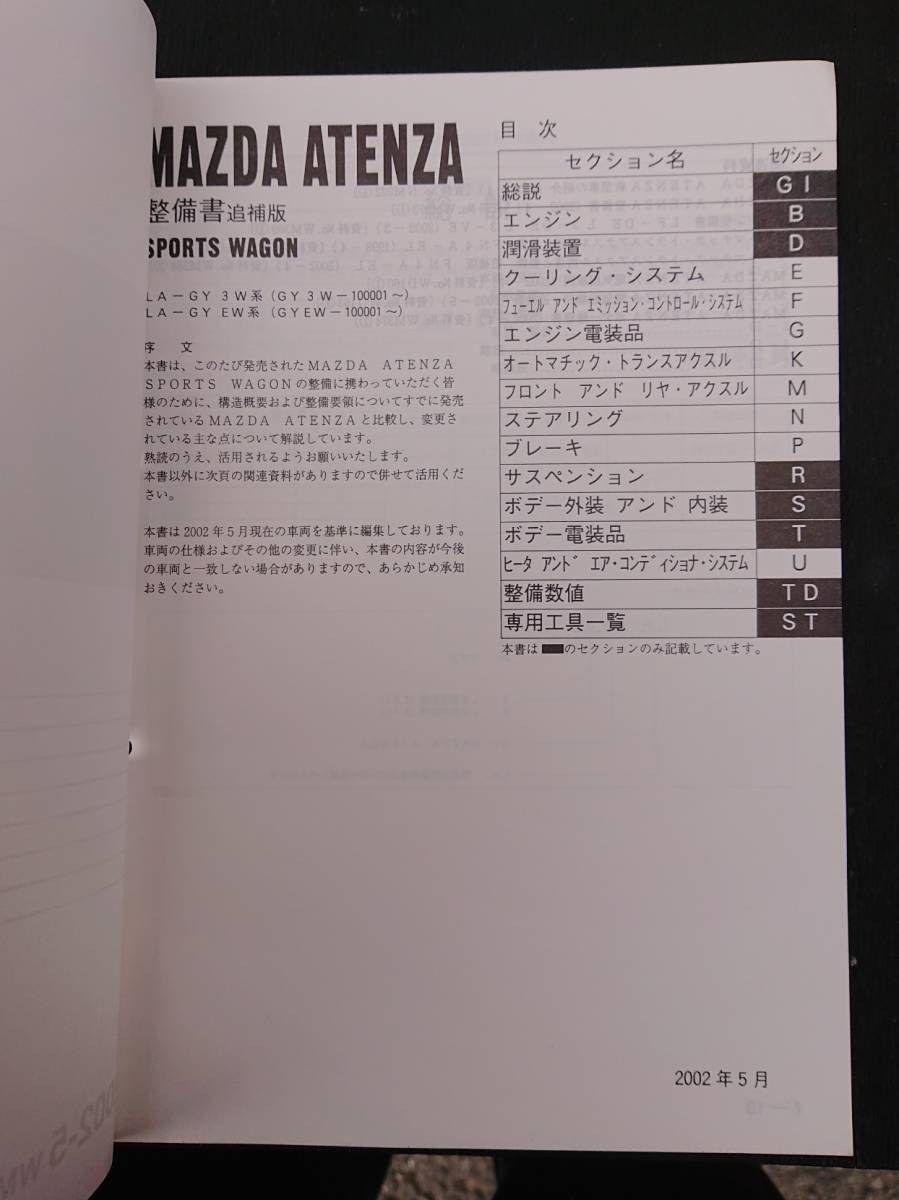 MAZDA ATENZA
整備書追補版
SPORTS WAGON
LA－GY 3W系（GY3W－100001～）
LA－GY EW系（GYEW－100001～）
序　文
本書は、このたび発売されたMAZDA　ATENZA
SPORTS　WAGONの整備に携わっていただく皆
様のために、構造概要および整備要領についてすでに発売
されているMAZDA　ATENZAと比較し、変更さ
れている主な点について解説しています。
熟読のうえ、活用されるようお願いいたします。
本書以外に次頁の関連資料がありますので併せて活用くだ
さい。
本書は2002年5月現在の車両を基準に編集しております。
車両の仕様およびその他の変更に伴い、本書の内容が今後
の車両と一致しない場合がありますので、あらかじめ承知
おきください。
目　次
セクション名　セクション
総説　GI
エンジン　B
潤滑装置　D
クーリング・システム　E
フューエル アンド エミッション・コントロール・システム　F
エンジン電装品　G
オートマチック・トランスアクスル　K
フロント　アンド　リヤ・アクスル　M
ステアリング　N
ブレーキ　P
サスペンション　R
ボデー外装 アンド 内装　S
ボデー電装品　T
ヒータ アンド エア・コンディショナ・システム　U
整備数値　TD
専用工具一覧　ST
本書は■のセクションのみ記載しています。
2002年5月